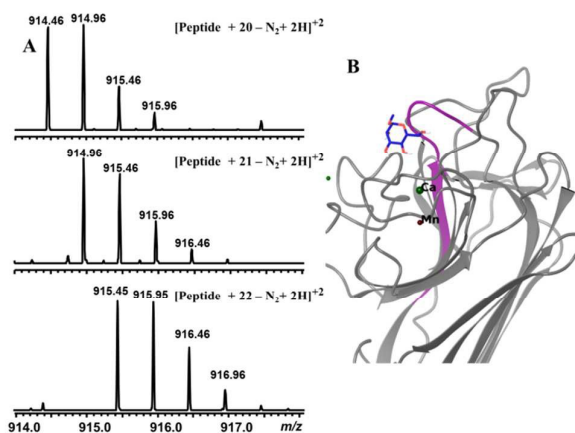 A
B
914.46
914.96
915.46
915.96
[Peptide + 20 – N₂+ 2H]⁺²
Ca
Mn
914.96
915.46
915.96
916.46
[Peptide + 21 – N₂+ 2H]⁺²
915.45
915.95
916.46
916.96
[Peptide + 22 – N₂+ 2H]⁺²
914.0 915.0 916.0 917.0 m/z